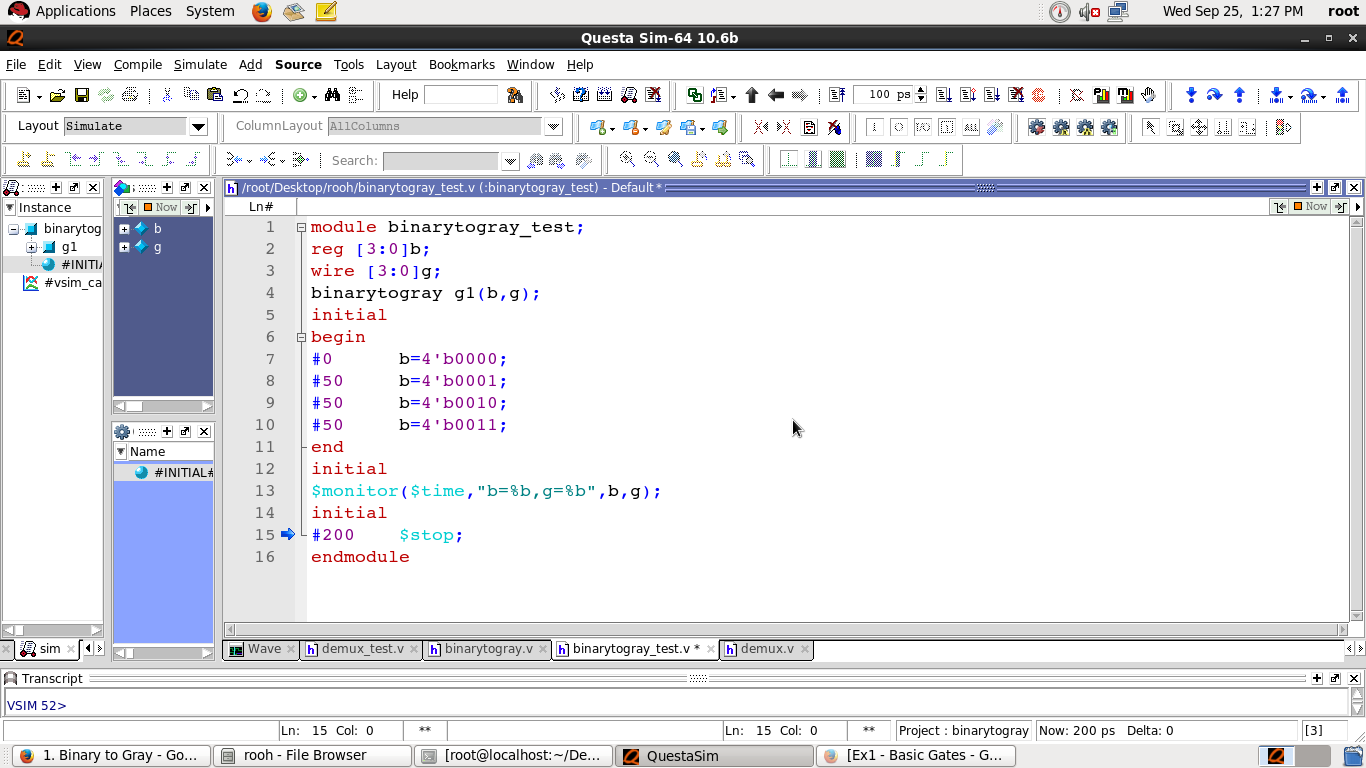 Applications Places System Wed Sep 25, 1:27 PM root
Questa Sim-64 10.6b
File Edit View Compile Simulate Add Source Tools Layout Bookmarks Window Help
Help 100 ps
Layout Simulate ColumnLayout AllColumns
Search:
/root/Desktop/rooh/binarytogray_test.v (:binarytogray_test) - Default *
Instance Now Ln# Now
binarytog
g1
#INITIA
#vsim_ca
b
g
Name
#INITIAL#
1 module binarytogray_test;
2 reg [3:0]b;
3 wire [3:0]g;
4 binarytogray g1(b,g);
5 initial
6 begin
7 #0 b=4'b0000;
8 #50 b=4'b0001;
9 #50 b=4'b0010;
10 #50 b=4'b0011;
11 end
12 initial
13 $monitor($time,"b=%b,g=%b",b,g);
14 initial
15 #200 $stop;
16 endmodule
sim Wave demux_test.v binarytogray.v binarytogray_test.v * demux.v
Transcript
VSIM 52>
Ln: 15 Col: 0 ** Ln: 15 Col: 0 ** Project : binarytogray Now: 200 ps Delta: 0 [3]
1. Binary to Gray - Go... rooh - File Browser [root@localhost:~/De... QuestaSim [Ex1 - Basic Gates - G...